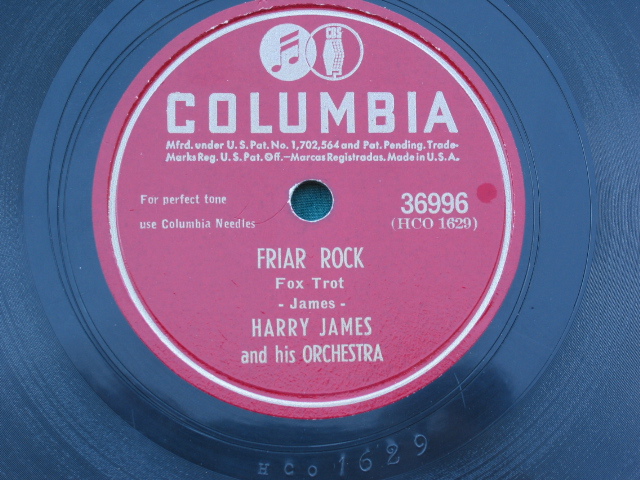 COLUMBIA
Mfrd. under U.S. Pat. No. 1,702,564 and Pat. Pending. Trade-
Marks Reg. U.S. Pat. Off.—Marcas Registradas. Made in U.S.A.
For perfect tone
use Columbia Needles
36996
(HCO 1629)
FRIAR ROCK
Fox Trot
- James -
HARRY JAMES
and his ORCHESTRA
HCO1629